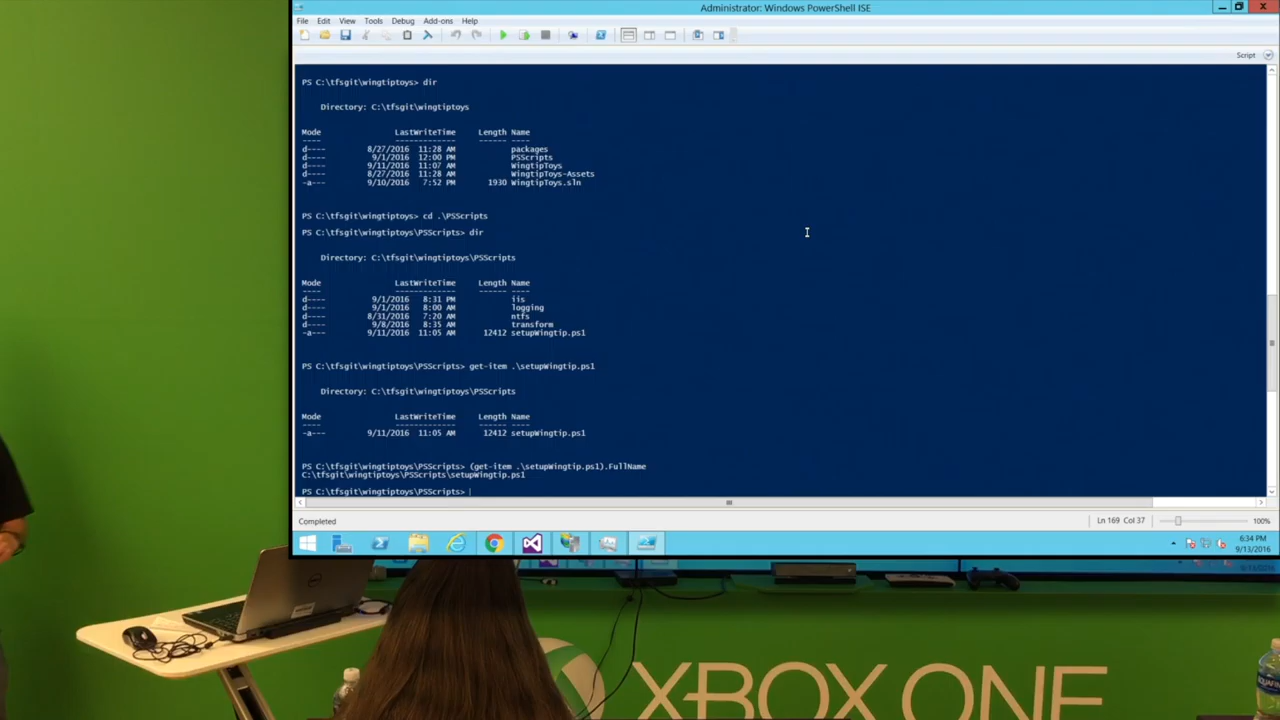 Administrator: Windows PowerShell ISE
File Edit View Tools Debug Add-ons Help
Script
PS C:\tfsgit\wingtiptoys> dir
Directory: C:\tfsgit\wingtiptoys
Mode LastWriteTime Length Name
---- ------------- ------ ----
d---- 8/27/2016 11:28 AM packages
d---- 9/1/2016 12:00 PM PSScripts
d---- 9/11/2016 11:07 AM WingtipToys
d---- 8/27/2016 11:28 AM WingtipToys-Assets
-a--- 9/10/2016 7:52 PM 1930 WingtipToys.sln
PS C:\tfsgit\wingtiptoys> cd .\PSScripts
PS C:\tfsgit\wingtiptoys\PSScripts> dir
Directory: C:\tfsgit\wingtiptoys\PSScripts
Mode LastWriteTime Length Name
---- ------------- ------ ----
d---- 9/1/2016 8:31 PM iis
d---- 9/1/2016 8:00 AM logging
d---- 8/31/2016 7:20 AM ntfs
d---- 9/8/2016 8:35 AM transform
-a--- 9/11/2016 11:05 AM 12412 setupWingtip.ps1
PS C:\tfsgit\wingtiptoys\PSScripts> get-item .\setupWingtip.ps1
Directory: C:\tfsgit\wingtiptoys\PSScripts
Mode LastWriteTime Length Name
---- ------------- ------ ----
-a--- 9/11/2016 11:05 AM 12412 setupWingtip.ps1
PS C:\tfsgit\wingtiptoys\PSScripts> (get-item .\setupWingtip.ps1).FullName
C:\tfsgit\wingtiptoys\PSScripts\setupWingtip.ps1
PS C:\tfsgit\wingtiptoys\PSScripts>
Completed
Ln 169 Col 37
100%
6:34 PM
9/13/2016
DELL
XBOX ONE